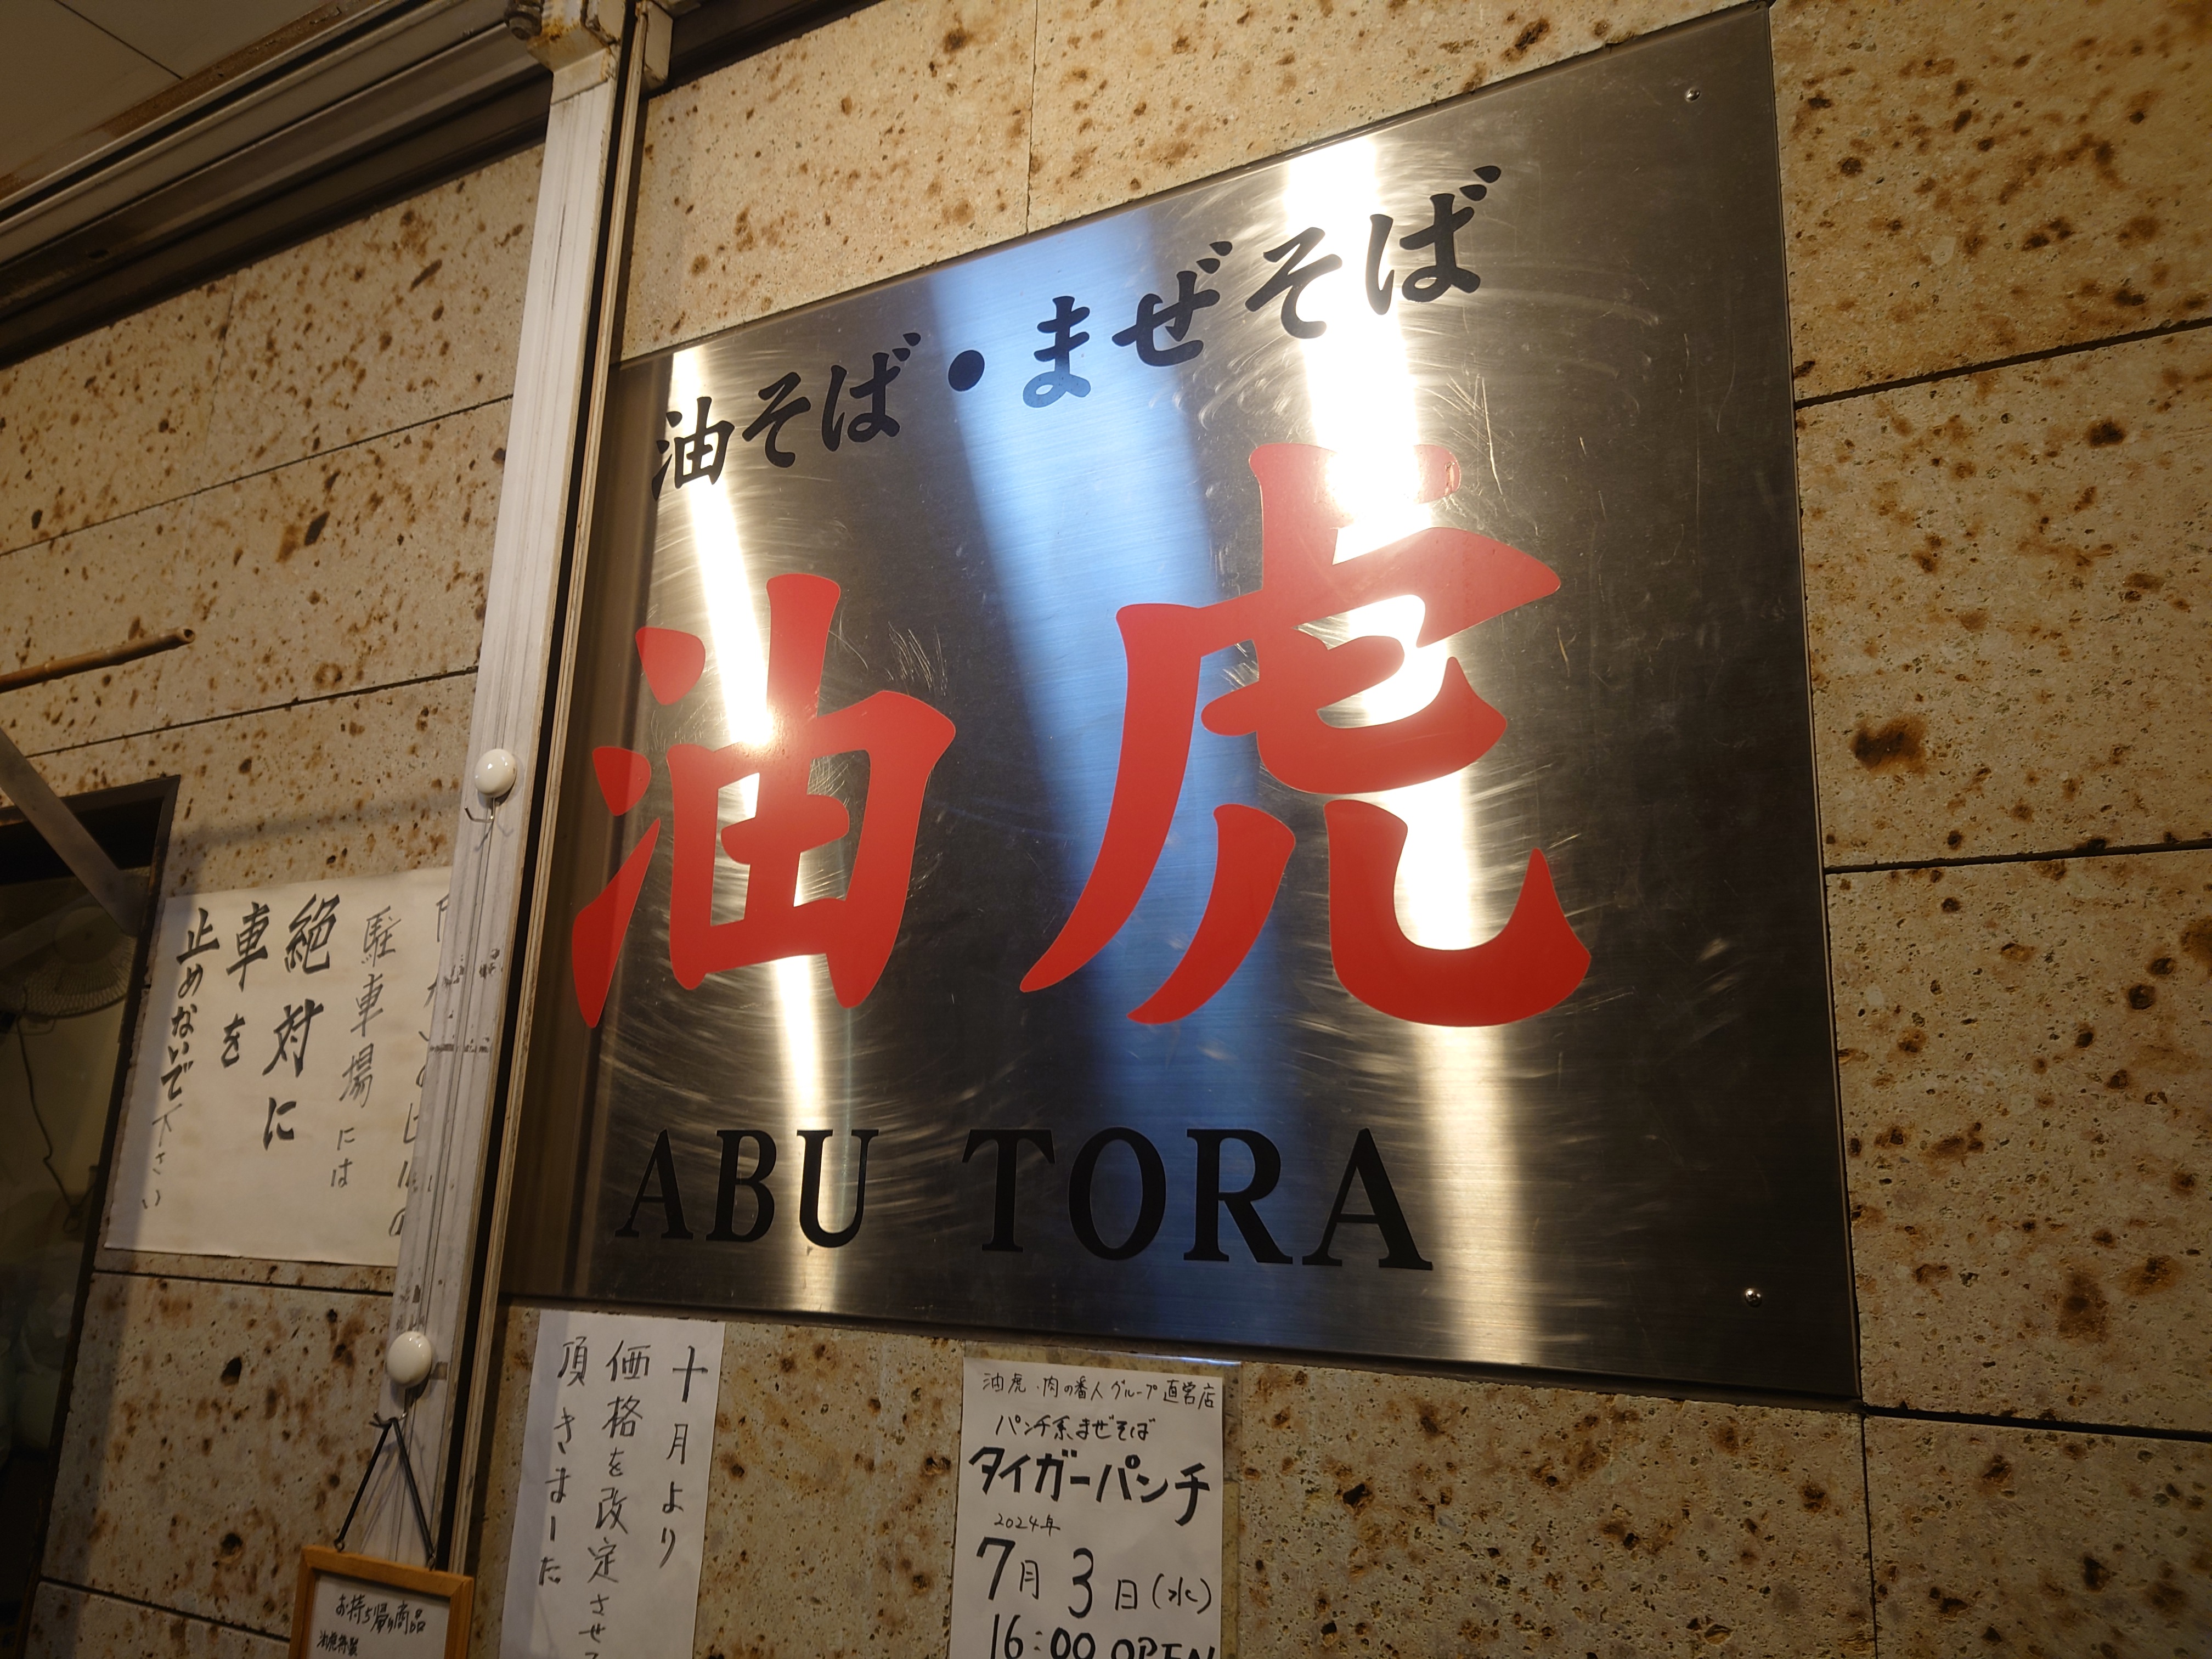 油そば・まぜそば
油虎
ABU TORA
駐車場には
絶対に
車を
止めないで下さい
十月より
価格を改定させ
頂きました
油虎・肉の番人グループ直営店
パンチ系まぜそば
タイガーパンチ
2024年
7月3日(水)
16:00 OPEN
お持ち帰り商品